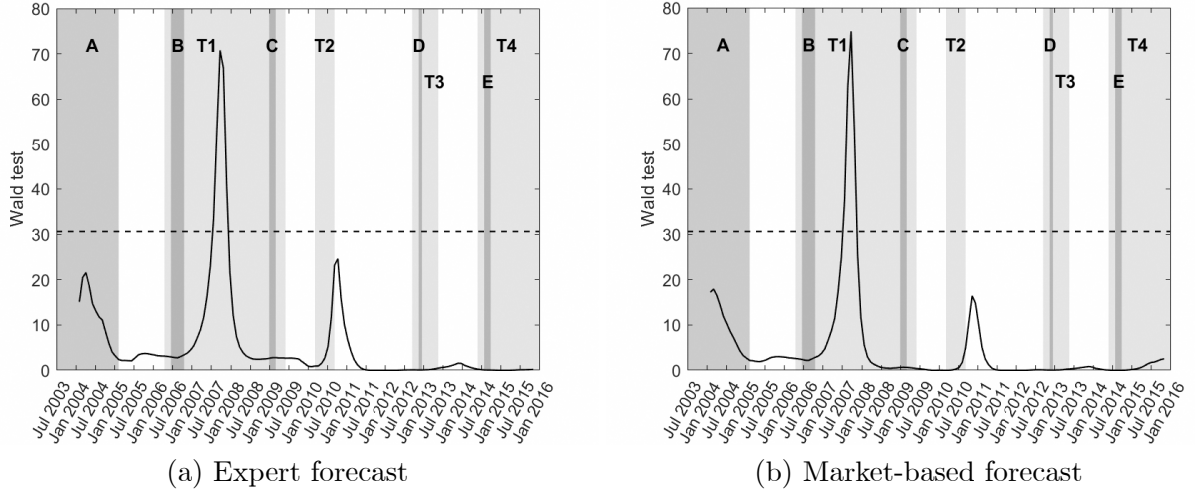 80
70
60
50
40
30
20
10
0
Wald test
A
B
T1
C
T2
D
T3
E
T4
Jul 2003
Jan 2004
Jul 2004
Jan 2005
Jul 2005
Jan 2006
Jul 2006
Jan 2007
Jul 2007
Jan 2008
Jul 2008
Jan 2009
Jul 2009
Jan 2010
Jul 2010
Jan 2011
Jul 2011
Jan 2012
Jul 2012
Jan 2013
Jul 2013
Jan 2014
Jul 2014
Jan 2015
Jul 2015
Jan 2016
(a) Expert forecast
80
70
60
50
40
30
20
10
0
Wald test
A
B
T1
C
T2
D
T3
E
T4
Jul 2003
Jan 2004
Jul 2004
Jan 2005
Jul 2005
Jan 2006
Jul 2006
Jan 2007
Jul 2007
Jan 2008
Jul 2008
Jan 2009
Jul 2009
Jan 2010
Jul 2010
Jan 2011
Jul 2011
Jan 2012
Jul 2012
Jan 2013
Jul 2013
Jan 2014
Jul 2014
Jan 2015
Jul 2015
Jan 2016
(b) Market-based forecast